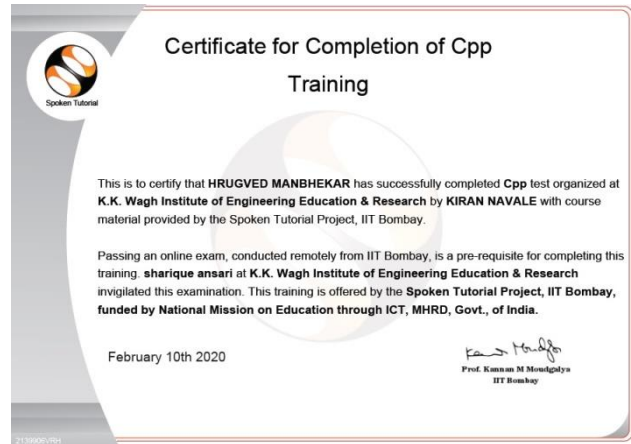 Certificate for Completion of Cpp
Training
Spoken Tutorial
This is to certify that HRUGVED MANBHEKAR has successfully completed Cpp test organized at
K.K. Wagh Institute of Engineering Education & Research by KIRAN NAVALE with course
material provided by the Spoken Tutorial Project, IIT Bombay.
Passing an online exam, conducted remotely from IIT Bombay, is a pre-requisite for completing this
training. sharique ansari at K.K. Wagh Institute of Engineering Education & Research
invigilated this examination. This training is offered by the Spoken Tutorial Project, IIT Bombay,
funded by National Mission on Education through ICT, MHRD, Govt., of India.
February 10th 2020
Prof. Kannan M Moudgalya
IIT Bombay